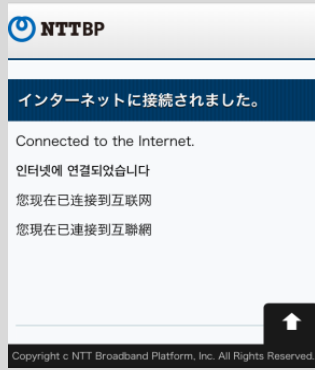 NTTBP
インターネットに接続されました。
Connected to the Internet.
인터넷에 연결되었습니다
您现在已连接到互联网
您現在已連接到互聯網
Copyright c NTT Broadband Platform, Inc. All Rights Reserved.